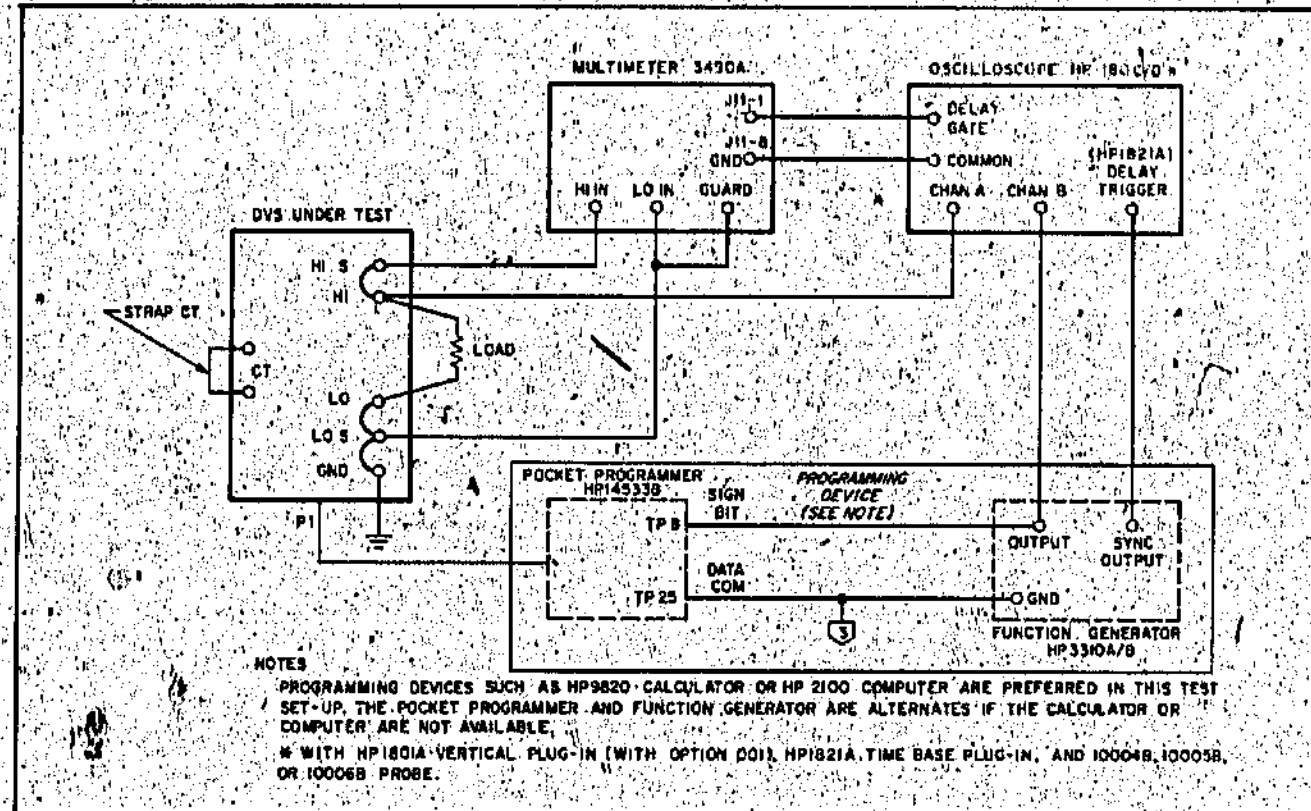 MULTIMETER 3490A
OSCILLOSCOPE HP 180C/D *
J11-1
DELAY GATE
J11-8
GND
COMMON
(HP1821A)
DELAY
TRIGGER
HI IN LO IN GUARD
CHAN A CHAN B
DVS UNDER TEST
HI S
HI
STRAP CT
LOAD
CT
LO
LO S
GND
P1
POCKET PROGRAMMER
HP14533B
SIGN
BIT
PROGRAMMING
DEVICE
(SEE NOTE)
TP 8
OUTPUT
SYNC
OUTPUT
DATA
COM
TP 25
GND
3
FUNCTION GENERATOR
HP3310A/B
NOTES
PROGRAMMING DEVICES SUCH AS HP9820 CALCULATOR OR HP 2100 COMPUTER ARE PREFERRED IN THIS TEST
SET-UP. THE POCKET PROGRAMMER AND FUNCTION GENERATOR ARE ALTERNATES IF THE CALCULATOR OR
COMPUTER ARE NOT AVAILABLE.
* WITH HP1801A VERTICAL PLUG-IN (WITH OPTION 001), HP1821A TIME BASE PLUG-IN, AND 10004B, 10005B,
OR 10006B PROBE.